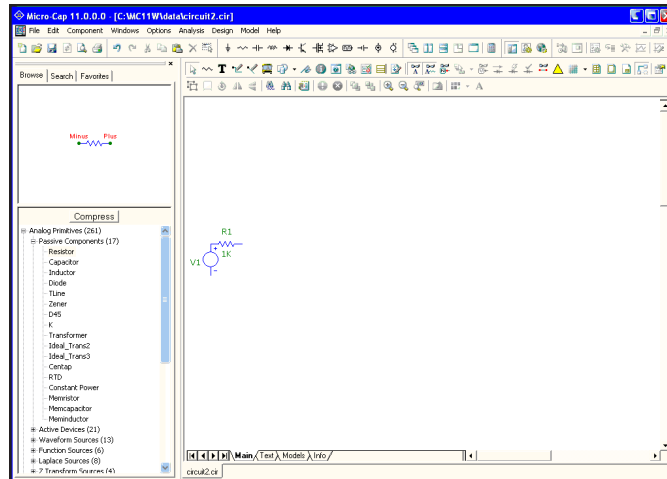 Micro-Cap 11.0.0.0 - [C:\MC11W\data\circuit2.cir]
File Edit Component Windows Options Analysis Design Model Help
Browse Search Favorites
Minus Plus
Compress
Analog Primitives (261)
Passive Components (17)
Resistor
Capacitor
Inductor
Diode
TLine
Zener
D45
K
Transformer
Ideal_Trans2
Ideal_Trans3
Centap
RTD
Constant Power
Memristor
Memcapacitor
Meminductor
Active Devices (21)
Waveform Sources (13)
Function Sources (6)
Laplace Sources (8)
Z Transform Sources (4)
T
A
R1
+
1K
V1
-
Main Text Models Info
circuit2.cir